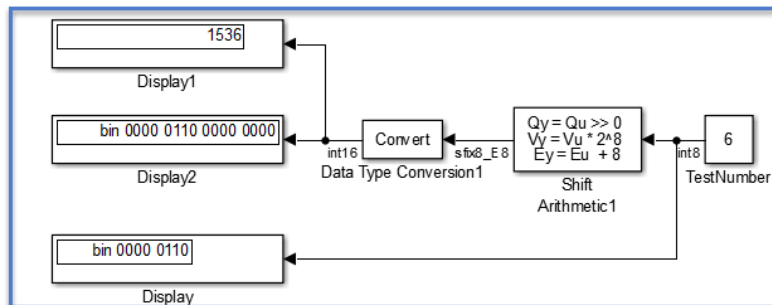 1536
Display1
bin 0000 0110 0000 0000
Display2
int16
Convert
Data Type Conversion1
sfix8_E8
Qy = Qu >> 0
Vy = Vu * 2^8
Ey = Eu + 8
Shift
Arithmetic1
int8
6
TestNumber
bin 0000 0110
Display